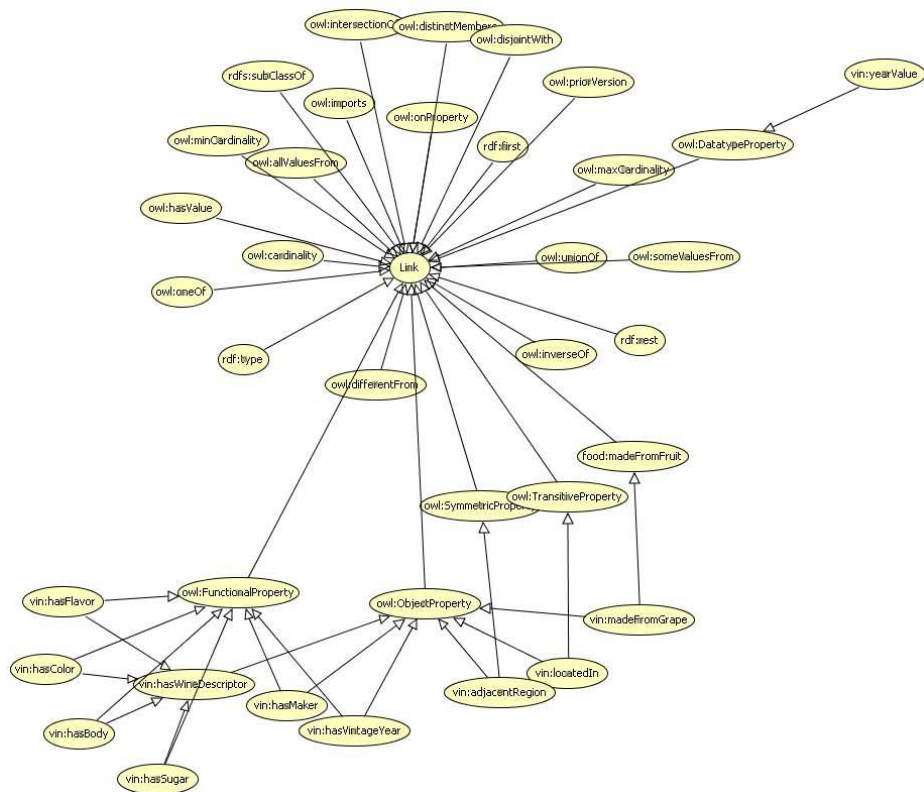 owl:intersectionO
owl:distinctMembers
owl:disjointWith
rdfs:subClassOf
owl:imports
owl:priorVersion
vin:yearValue
owl:onProperty
owl:minCardinality
rdf:first
owl:DatatypeProperty
owl:allValuesFrom
owl:maxCardinality
owl:hasValue
owl:cardinality
Link
owl:unionOf
owl:someValuesFrom
owl:oneOf
rdf:type
owl:inverseOf
rdf:rest
owl:differentFrom
food:madeFromFruit
owl:SymmetricProperty
owl:TransitiveProperty
owl:FunctionalProperty
vin:hasFlavor
owl:ObjectProperty
vin:madeFromGrape
vin:hasColor
vin:hasWineDescriptor
vin:locatedIn
vin:adjacentRegion
vin:hasMaker
vin:hasBody
vin:hasVintageYear
vin:hasSugar